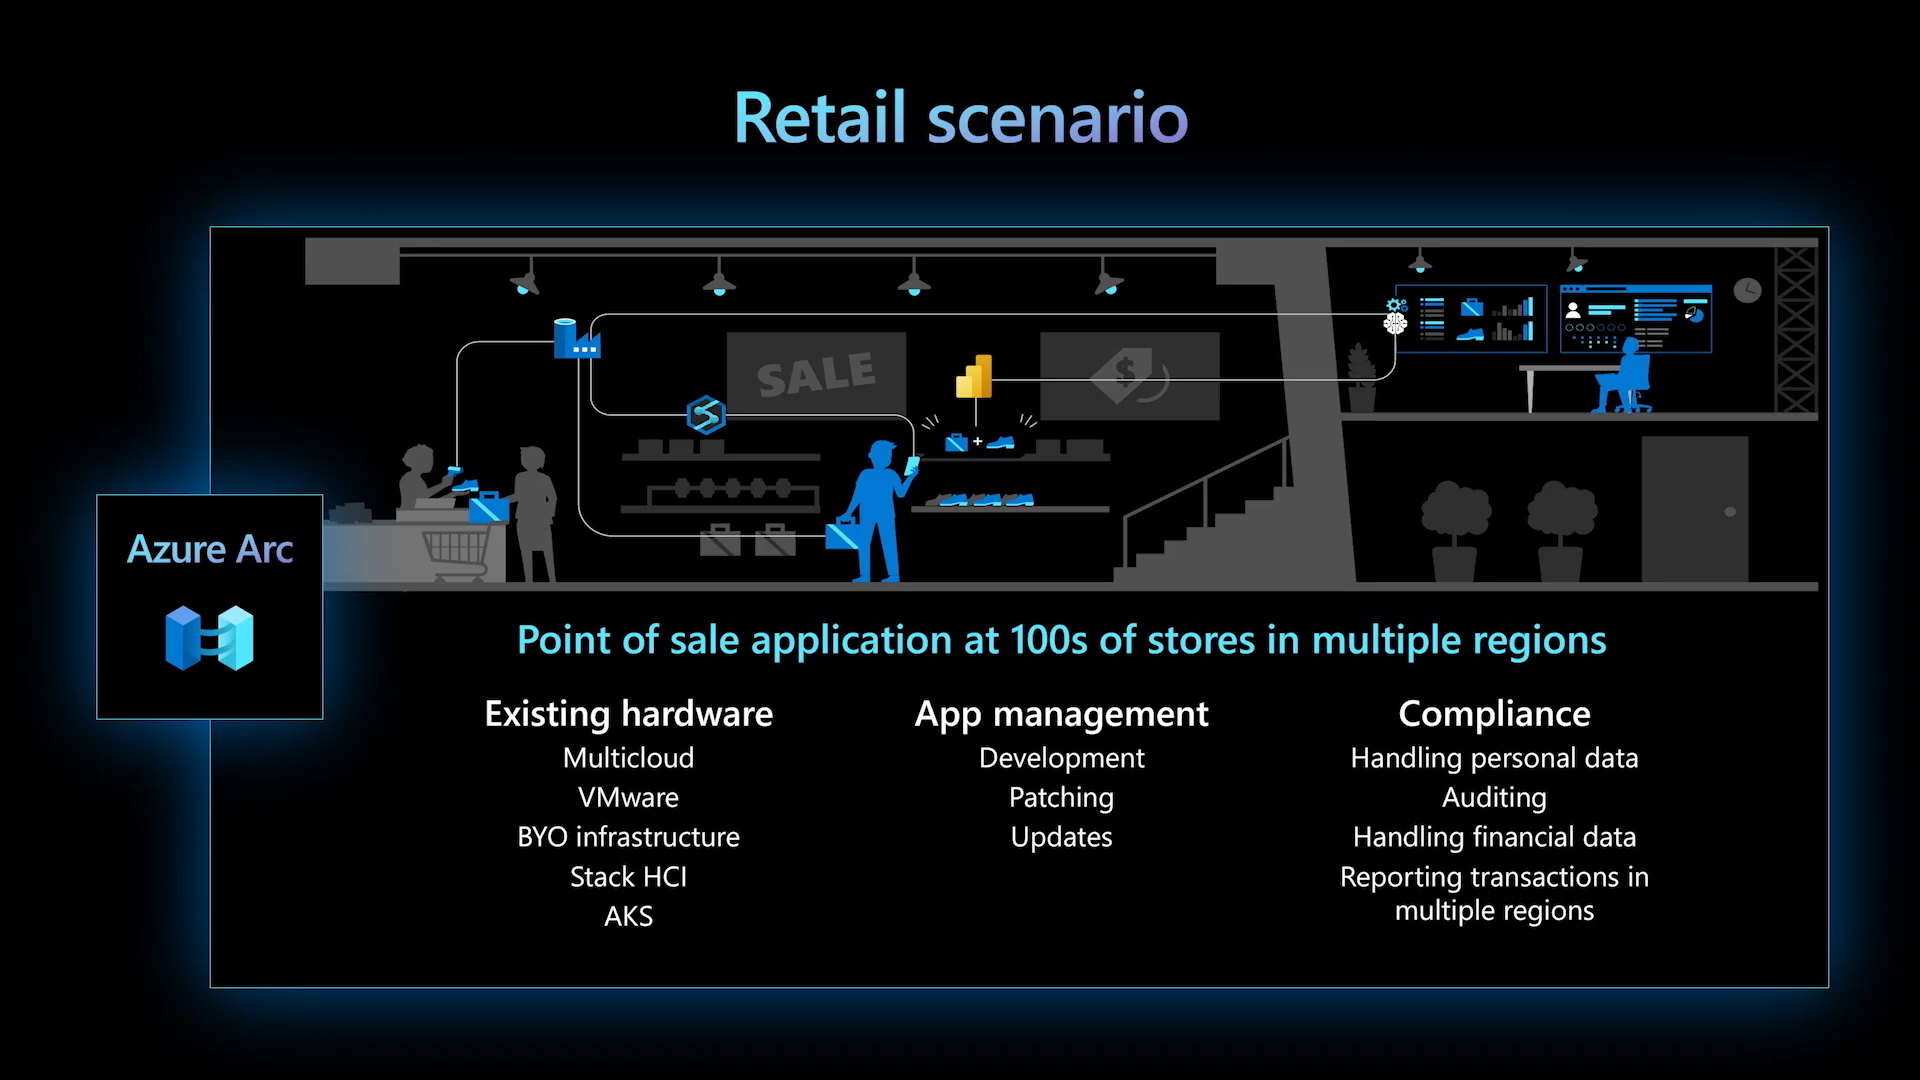 Retail scenario
SALE
$
+
Azure Arc
Point of sale application at 100s of stores in multiple regions
Existing hardware
Multicloud
VMware
BYO infrastructure
Stack HCI
AKS
App management
Development
Patching
Updates
Compliance
Handling personal data
Auditing
Handling financial data
Reporting transactions in
multiple regions